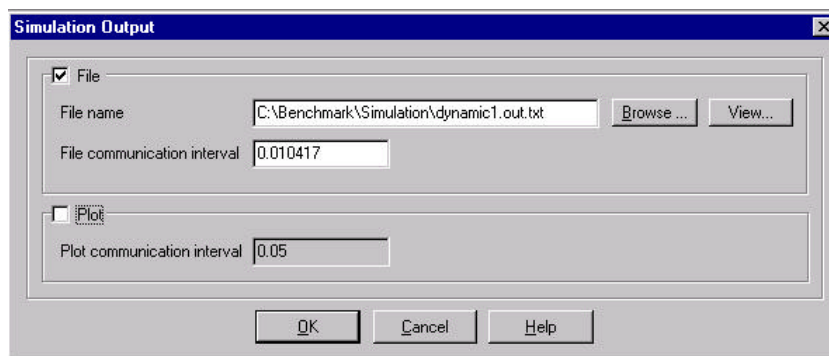 Simulation Output
File
File name C:\Benchmark\Simulation\dynamic1.out.txt Browse ... View...
File communication interval 0.010417
Plot
Plot communication interval 0.05
OK Cancel Help